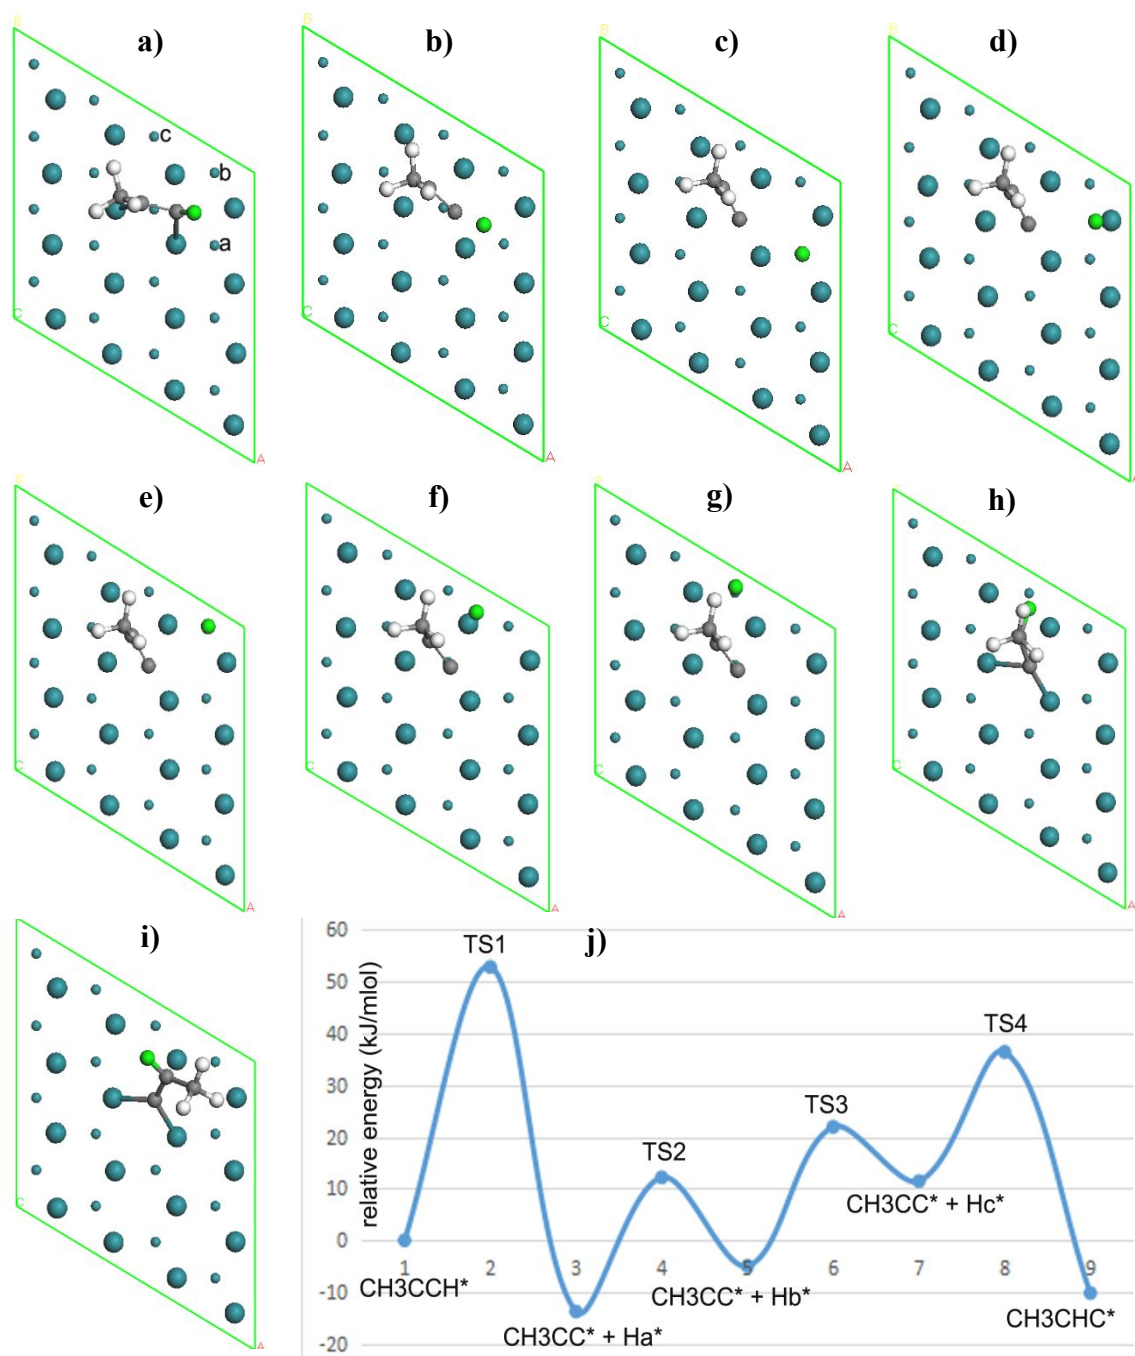 a)
b)
c)
d)
B
B
B
B
c
b
a
C
C
C
C
A
A
A
A
e)
f)
g)
h)
B
B
C
C
C
C
A
A
A
A
i)
C
A
j)
relative energy (kJ/mlol)
60
50
40
30
20
10
0
-10
-20
1
2
3
4
5
6
7
8
9
TS1
TS2
TS3
TS4
CH3CCH*
CH3CC* + Ha*
CH3CC* + Hb*
CH3CC* + Hc*
CH3CHC*